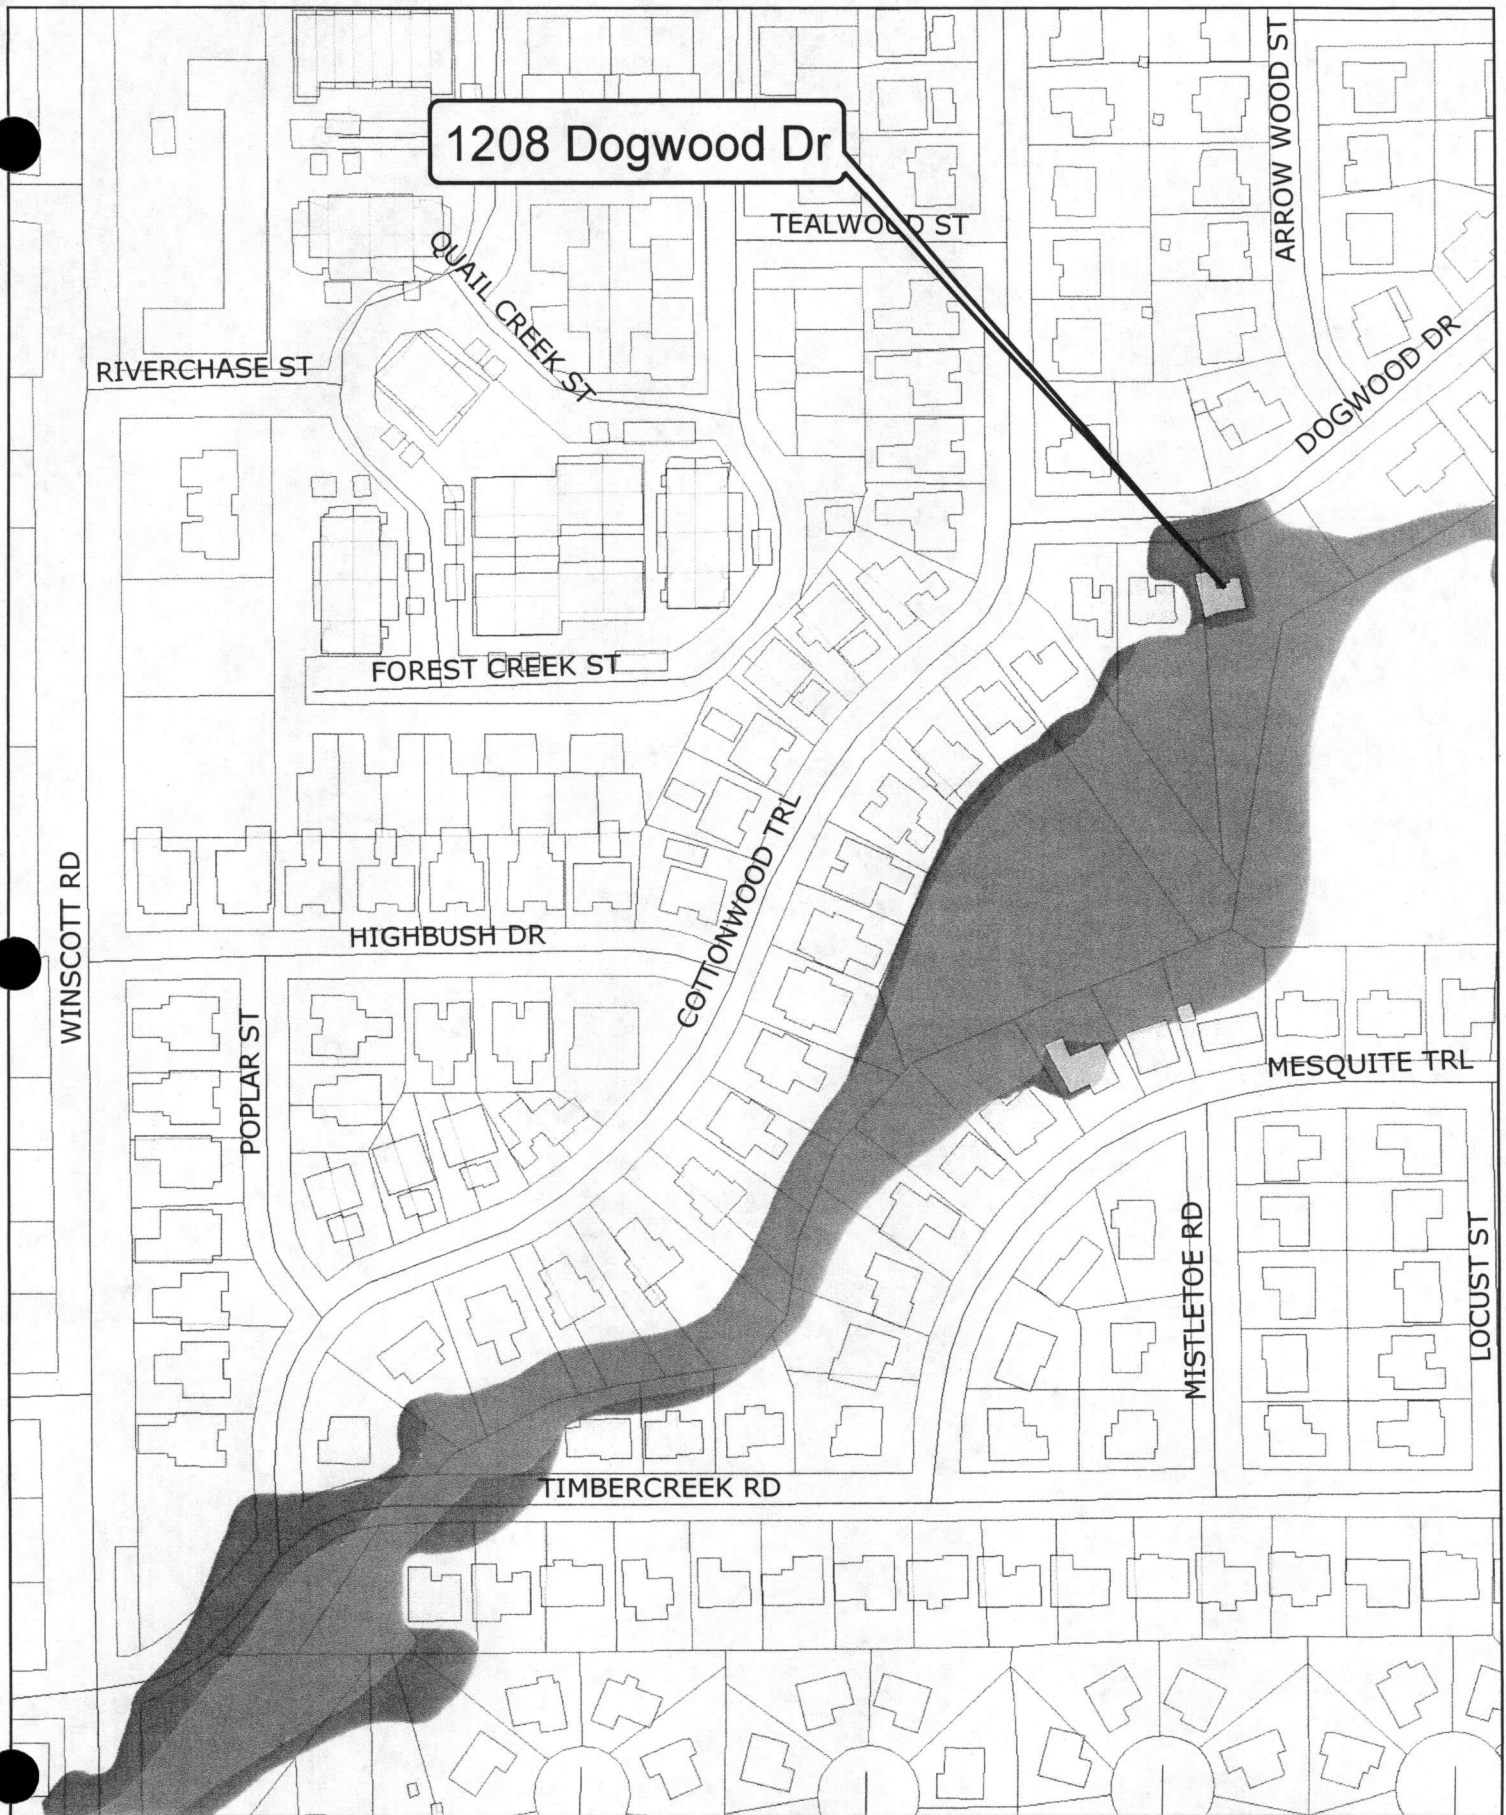 1208 Dogwood Dr
ARROW WOOD ST
TEALWOOD ST
QUAIL CREEK ST
RIVERCHASE ST
DOGWOOD DR
FOREST CREEK ST
COTTONWOOD TRL
WINSCOTT RD
HIGHBUSH DR
POPLAR ST
MESQUITE TRL
MISTLETOE RD
LOCUST ST
TIMBERCREEK RD